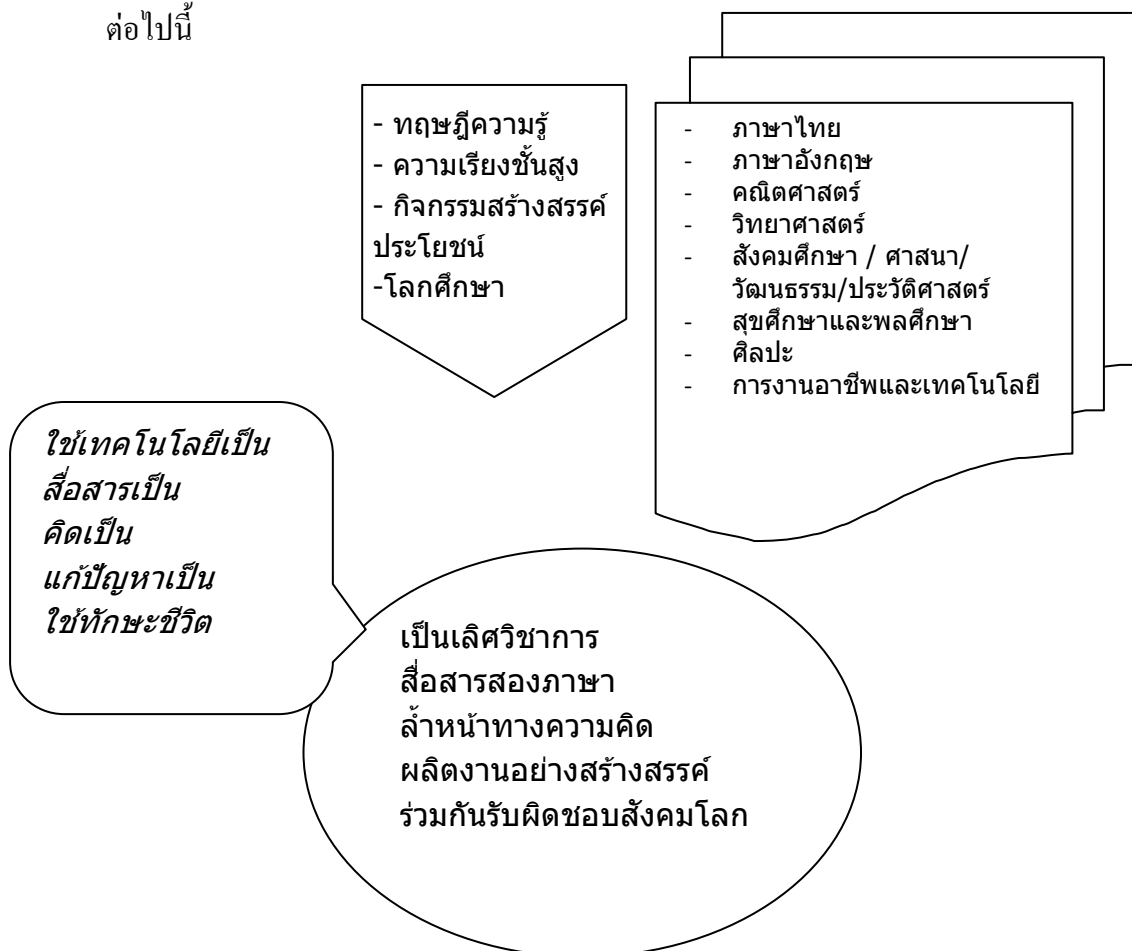 ต่อไปนี้
- ทฤษฎีความรู้
- ความเรียงชั้นสูง
- กิจกรรมสร้างสรรค์
ประโยชน์
-โลกศึกษา
- ภาษาไทย
- ภาษาอังกฤษ
- คณิตศาสตร์
- วิทยาศาสตร์
- สังคมศึกษา / ศาสนา/
วัฒนธรรม/ประวัติศาสตร์
- สุขศึกษาและพลศึกษา
- ศิลปะ
- การงานอาชีพและเทคโนโลยี
ใช้เทคโนโลยีเป็น
สื่อสารเป็น
คิดเป็น
แก้ปัญหาเป็น
ใช้ทักษะชีวิต
เป็นเลิศวิชาการ
สื่อสารสองภาษา
ล้ำหน้าทางความคิด
ผลิตงานอย่างสร้างสรรค์
ร่วมกันรับผิดชอบสังคมโลก